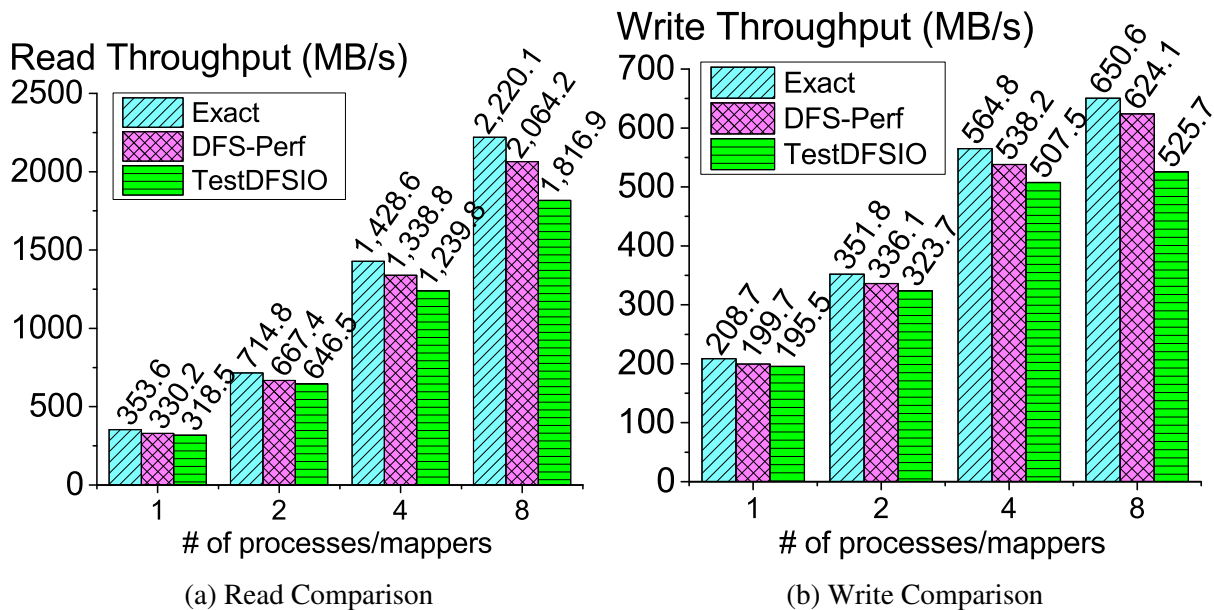 Read Throughput (MB/s)
2500
2000
1500
1000
500
0
Exact
DFS-Perf
TestDFSIO
353.6
330.2
318.5
714.8
667.4
646.5
1,428.6
1,338.8
1,239.8
2,220.1
2,064.2
1,816.9
1 2 4 8
# of processes/mappers
(a) Read Comparison
Write Throughput (MB/s)
700
600
500
400
300
200
100
0
Exact
DFS-Perf
TestDFSIO
208.7
199.7
195.5
351.8
336.1
323.7
564.8
538.2
507.5
650.6
624.1
525.7
1 2 4 8
# of processes/mappers
(b) Write Comparison